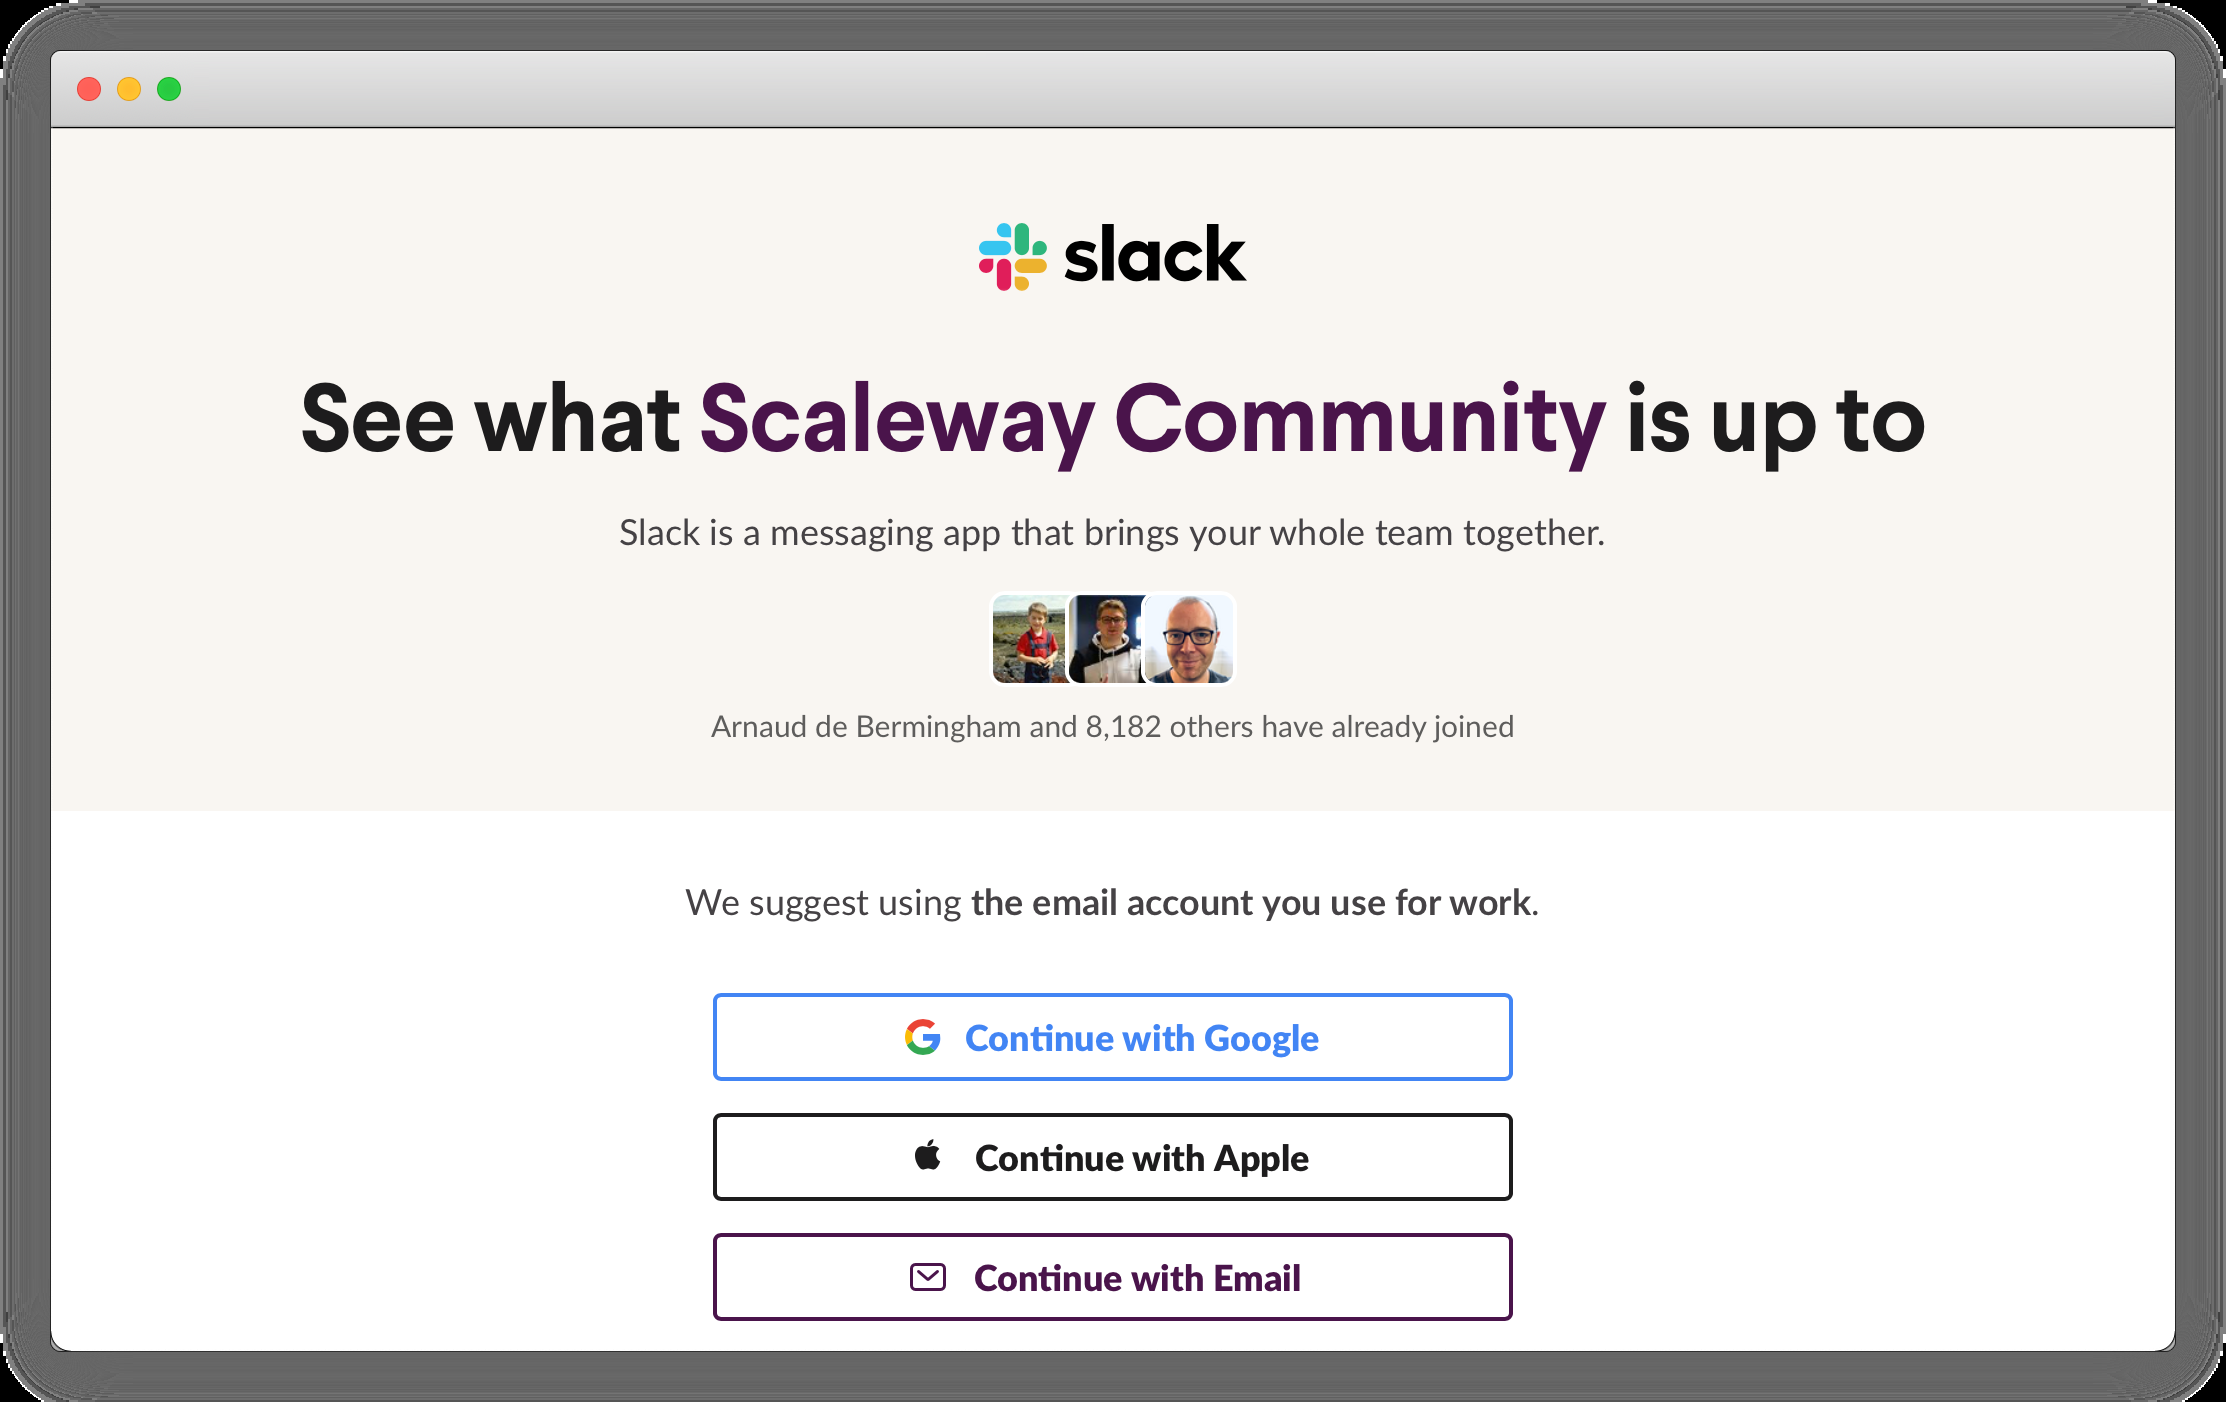 slack
See what Scaleway Community is up to
Slack is a messaging app that brings your whole team together.
Arnaud de Bermingham and 8,182 others have already joined
We suggest using the email account you use for work.
Continue with Google
Continue with Apple
Continue with Email